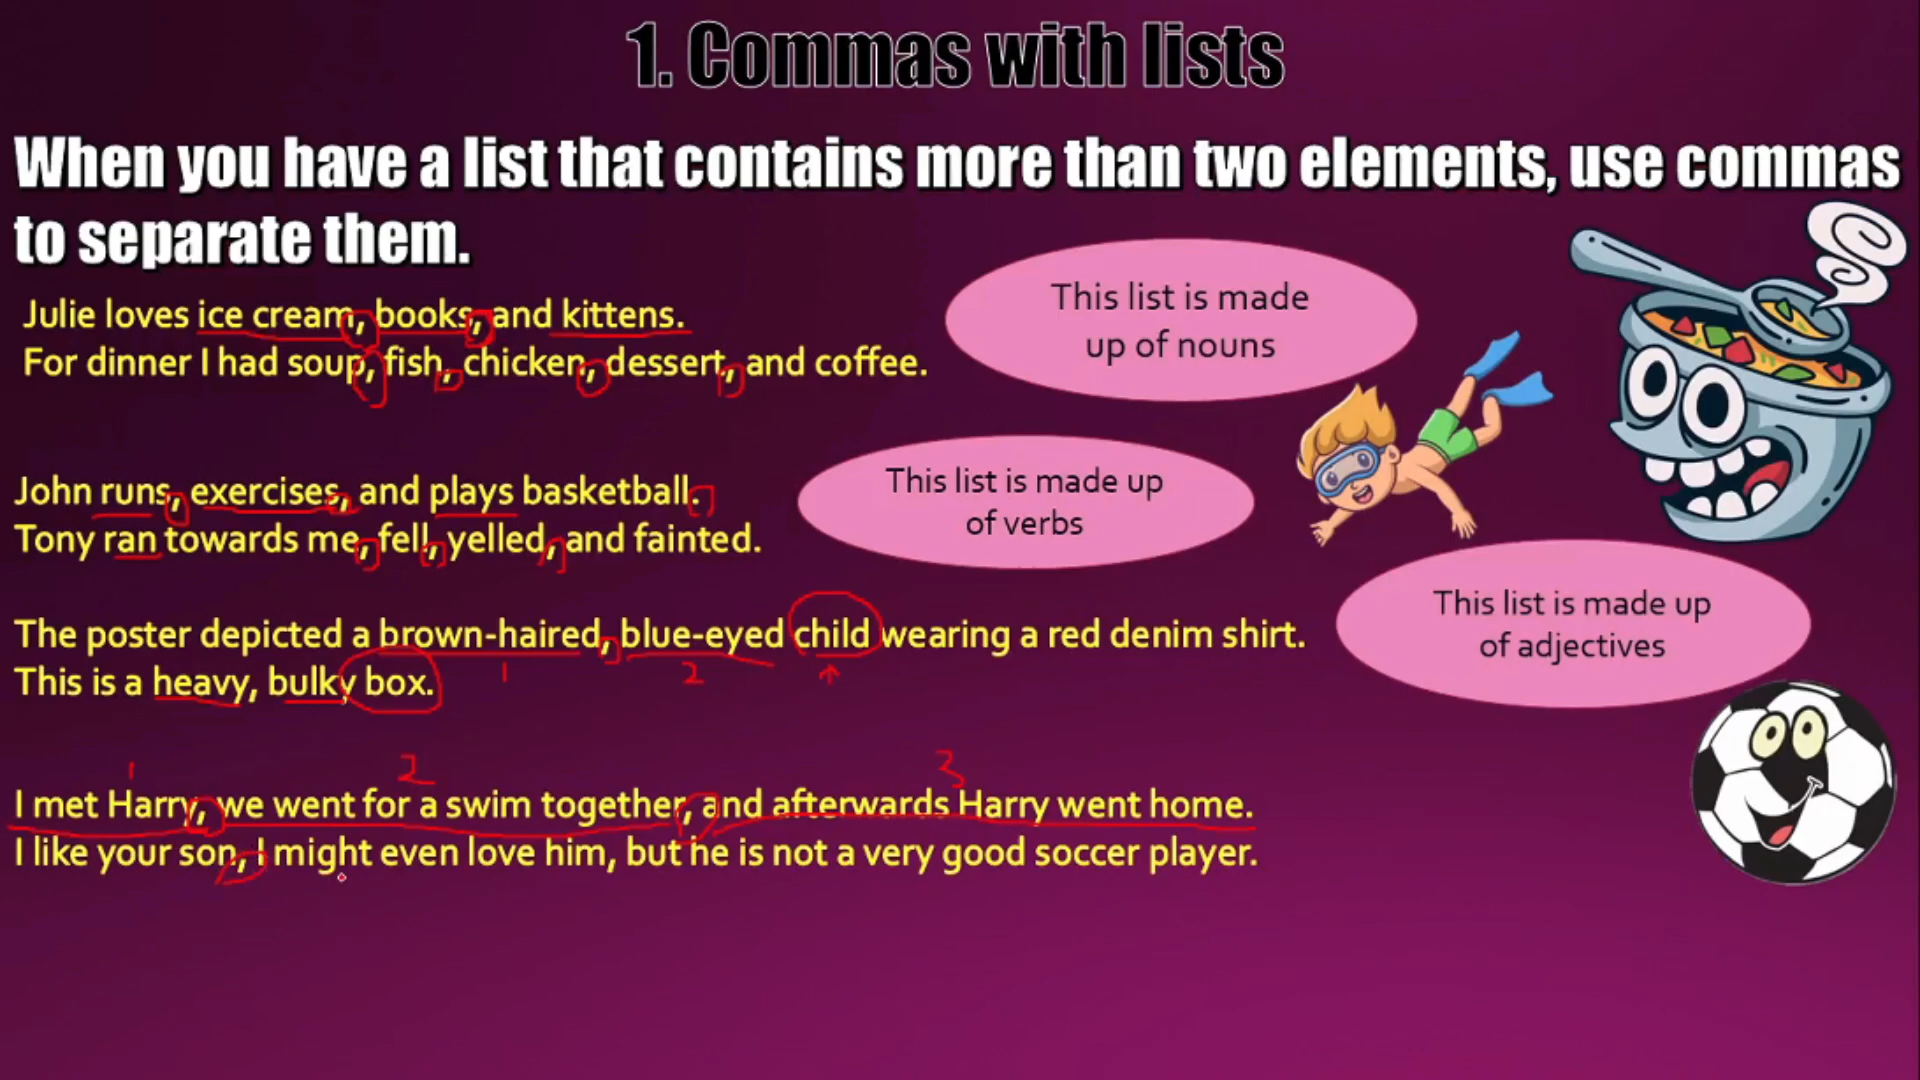 1. Commas with lists
When you have a list that contains more than two elements, use commas
to separate them.
Julie loves ice cream, books, and kittens.
For dinner I had soup, fish, chicken, dessert, and coffee.
This list is made
up of nouns
John runs, exercises, and plays basketball.
Tony ran towards me, fell, yelled, and fainted.
This list is made up
of verbs
The poster depicted a brown-haired, blue-eyed child wearing a red denim shirt.
1 2
This is a heavy, bulky box.
This list is made up
of adjectives
1 2 3
I met Harry, we went for a swim together, and afterwards Harry went home.
I like your son, I might even love him, but he is not a very good soccer player.